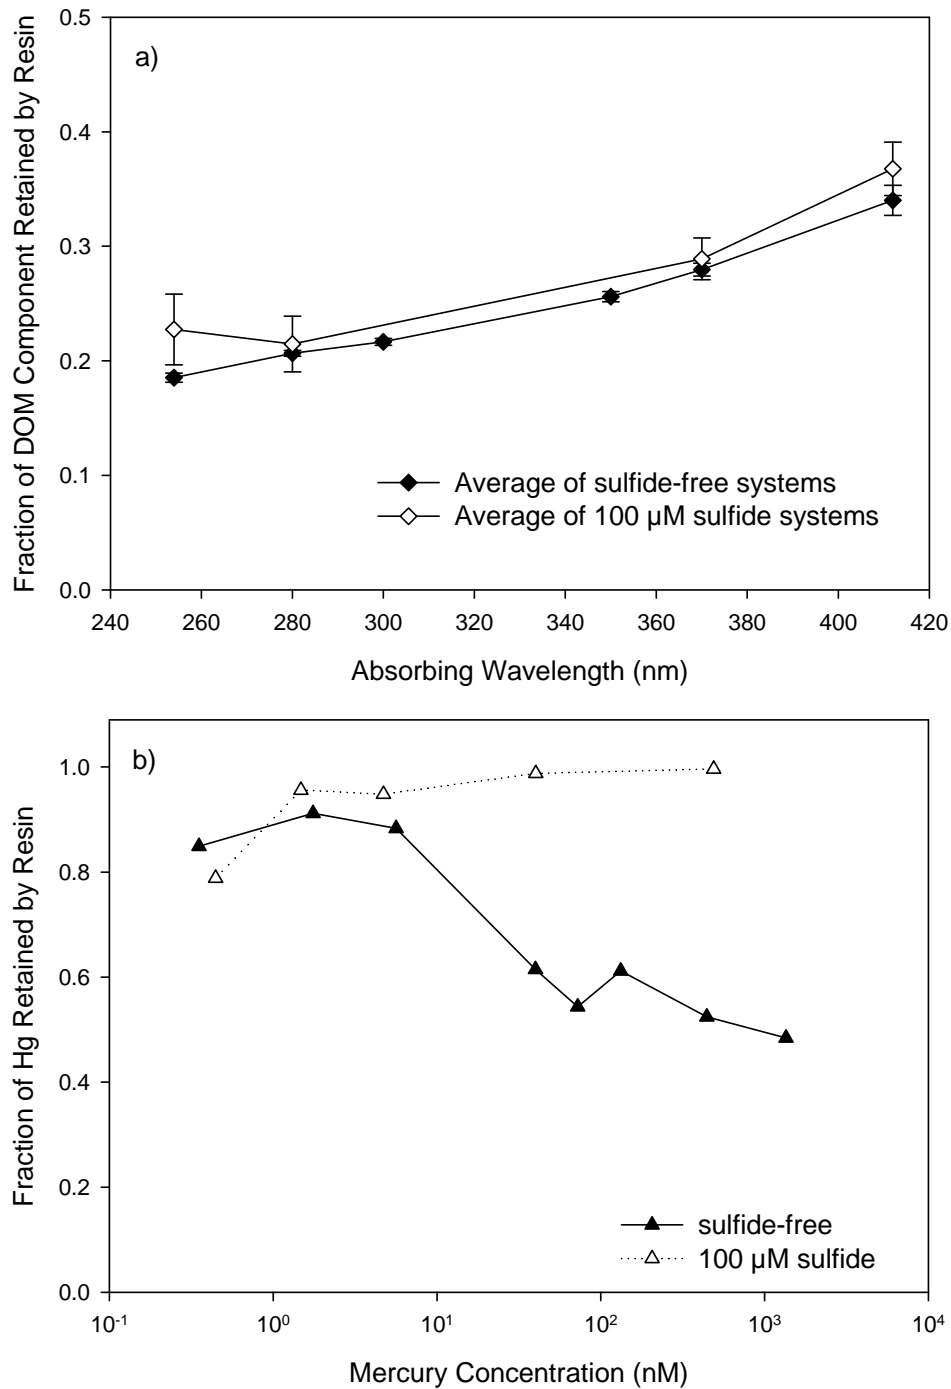 0.5
a)
0.4
0.3
0.2
0.1
0.0
Fraction of DOM Component Retained by Resin
Average of sulfide-free systems
Average of 100 µM sulfide systems
240 260 280 300 320 340 360 380 400 420
Absorbing Wavelength (nm)
b)
1.0
0.8
0.6
0.4
0.2
0.0
Fraction of Hg Retained by Resin
sulfide-free
100 µM sulfide
10⁻¹ 10⁰ 10¹ 10² 10³ 10⁴
Mercury Concentration (nM)